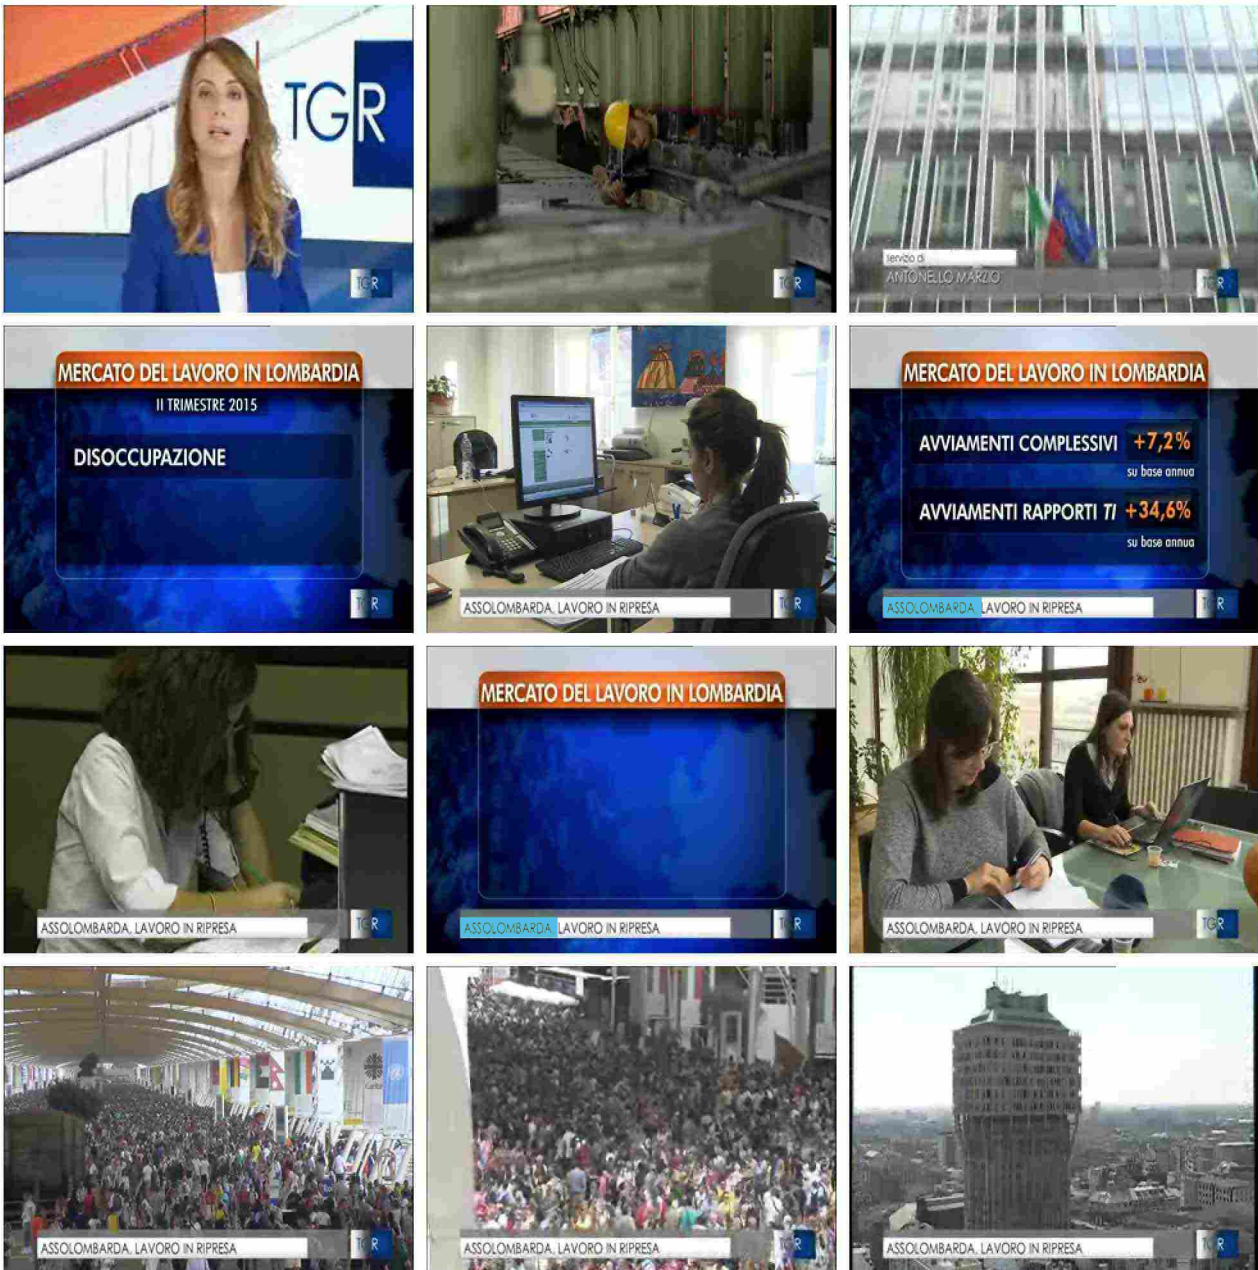 TGR
TGR
TGR
servizio di
ANTONELLO MARZIO
TGR
MERCATO DEL LAVORO IN LOMBARDIA
II TRIMESTRE 2015
DISOCCUPAZIONE
TGR
ASSOLOMBARDA, LAVORO IN RIPRESA
TGR
MERCATO DEL LAVORO IN LOMBARDIA
AVVIAMENTI COMPLESSIVI +7,2%
su base annua
AVVIAMENTI RAPPORTI TI +34,6%
su base annua
ASSOLOMBARDA, LAVORO IN RIPRESA
TGR
ASSOLOMBARDA, LAVORO IN RIPRESA
TGR
MERCATO DEL LAVORO IN LOMBARDIA
ASSOLOMBARDA, LAVORO IN RIPRESA
TGR
ASSOLOMBARDA, LAVORO IN RIPRESA
TGR
Caritas
ASSOLOMBARDA, LAVORO IN RIPRESA
TGR
ASSOLOMBARDA, LAVORO IN RIPRESA
TGR
ASSOLOMBARDA, LAVORO IN RIPRESA
TGR